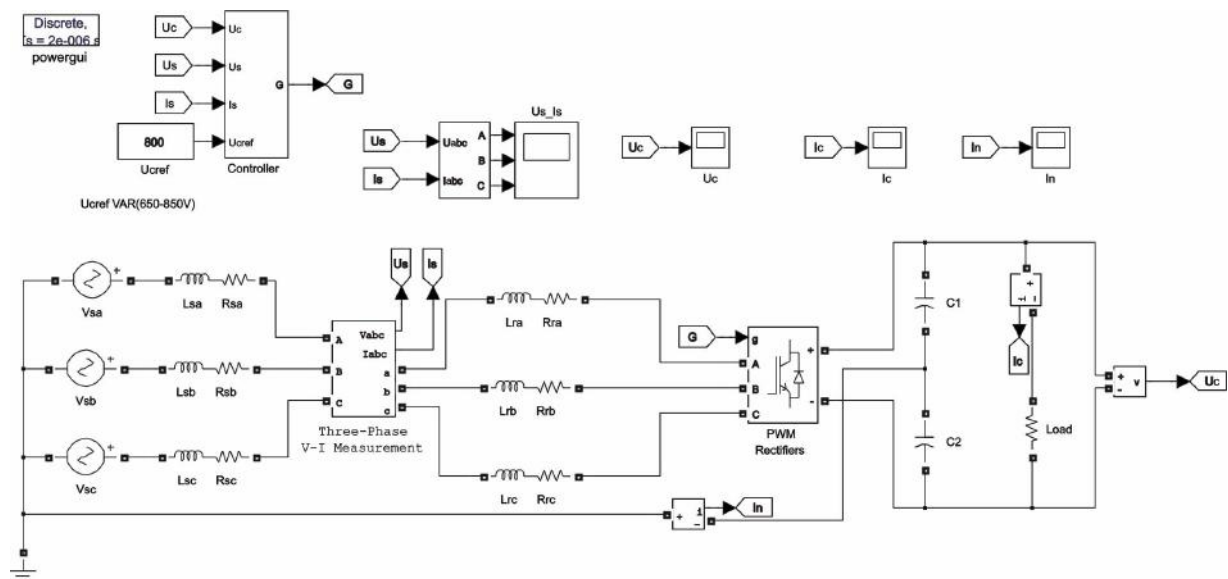 Discrete,
s = 2e-006 s
powergui
Uc
Us
Is
800
Ucref
Uc
Us
Is
Ucref
G
Controller
G
Ucref VAR(650-850V)
Us
Is
Uabc
Iabc
A
B
C
Us_Is
Uc
Uc
Ic
Ic
In
In
Vsa
Lsa
Rsa
Vsb
Lsb
Rsb
Vsc
Lsc
Rsc
Us
Is
A
B
C
Vabc
Iabc
a
b
c
Three-Phase
V-I Measurement
Lra
Rra
Lrb
Rrb
Lrc
Rrc
G
g
A
B
C
+
-
PWM
Rectifiers
C1
C2
+
-
i
Ic
Load
+
-
v
Uc
+
-
i
In